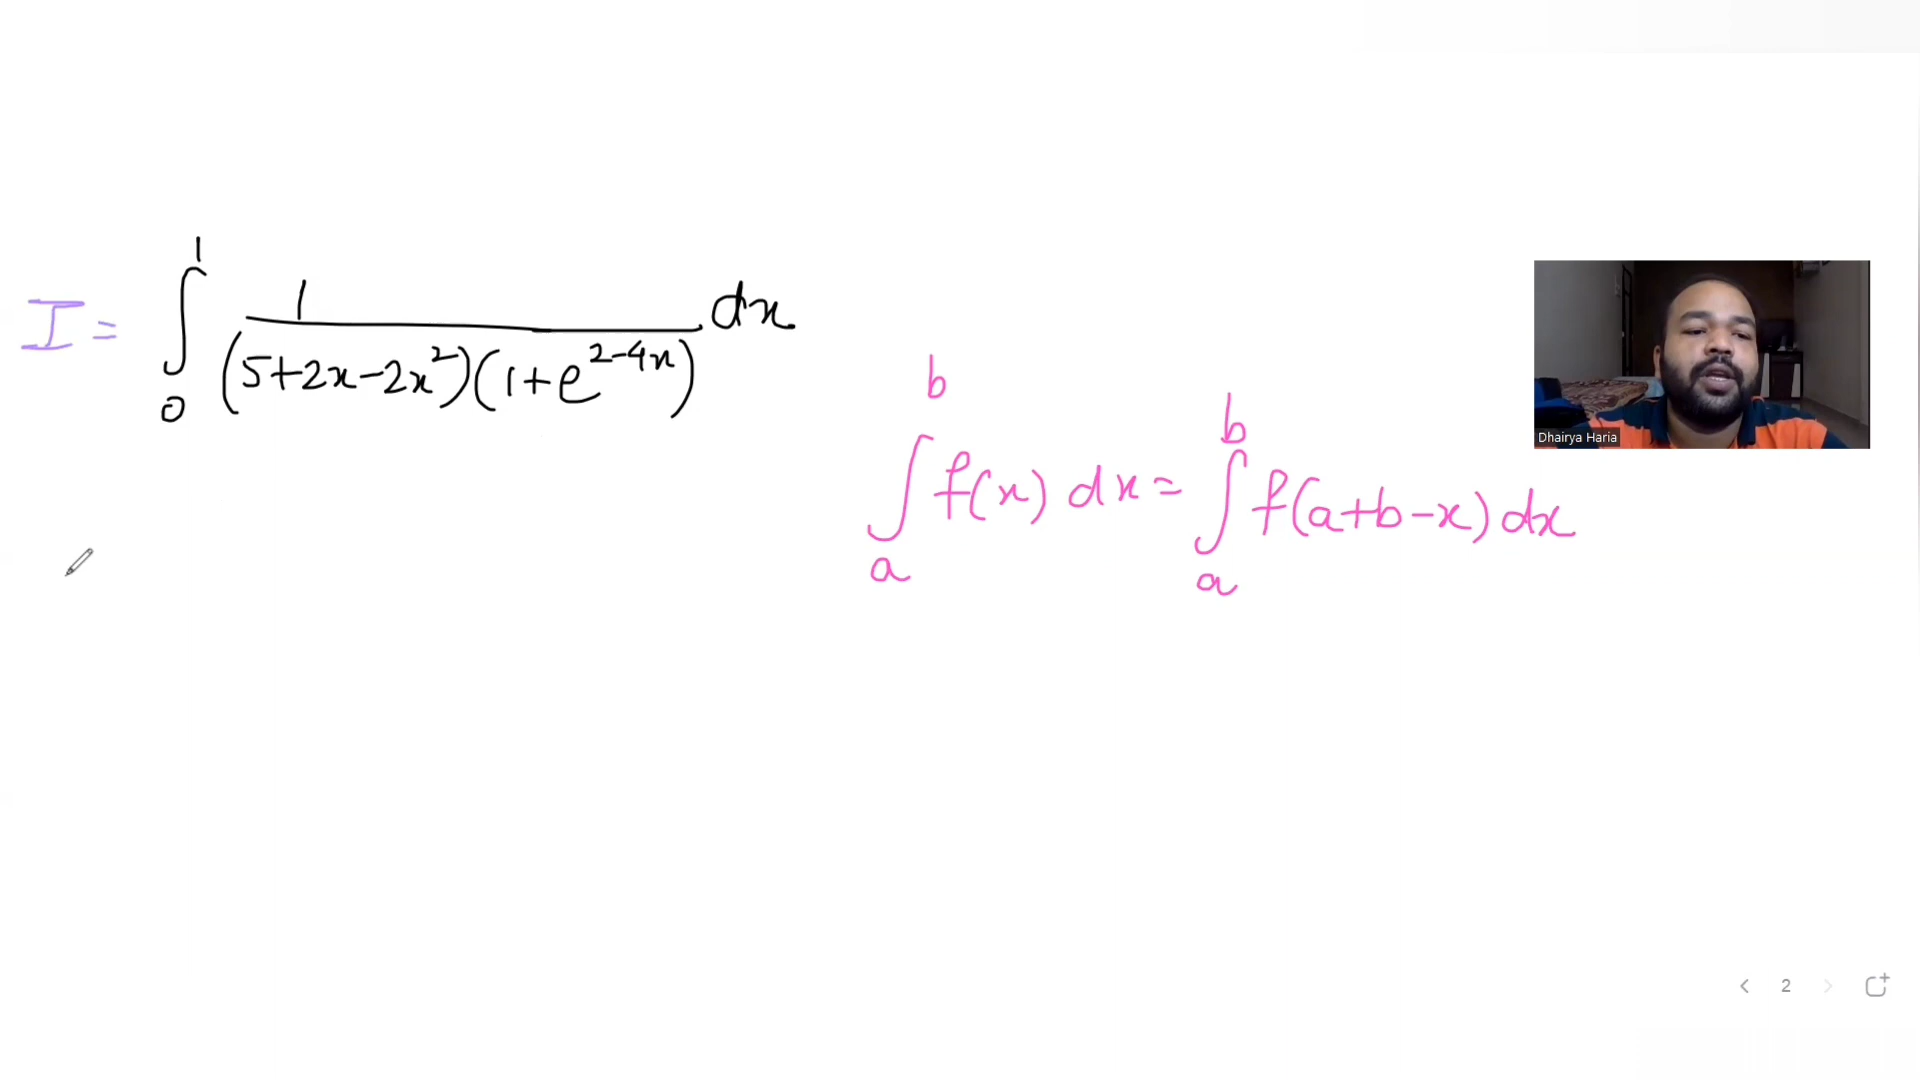 I = ∫₀¹ 1/((5+2x-2x²)(1+e^(2-4x))) dx
∫ₐᵇ f(x) dx = ∫ₐᵇ f(a+b-x) dx
Dhairya Haria
2